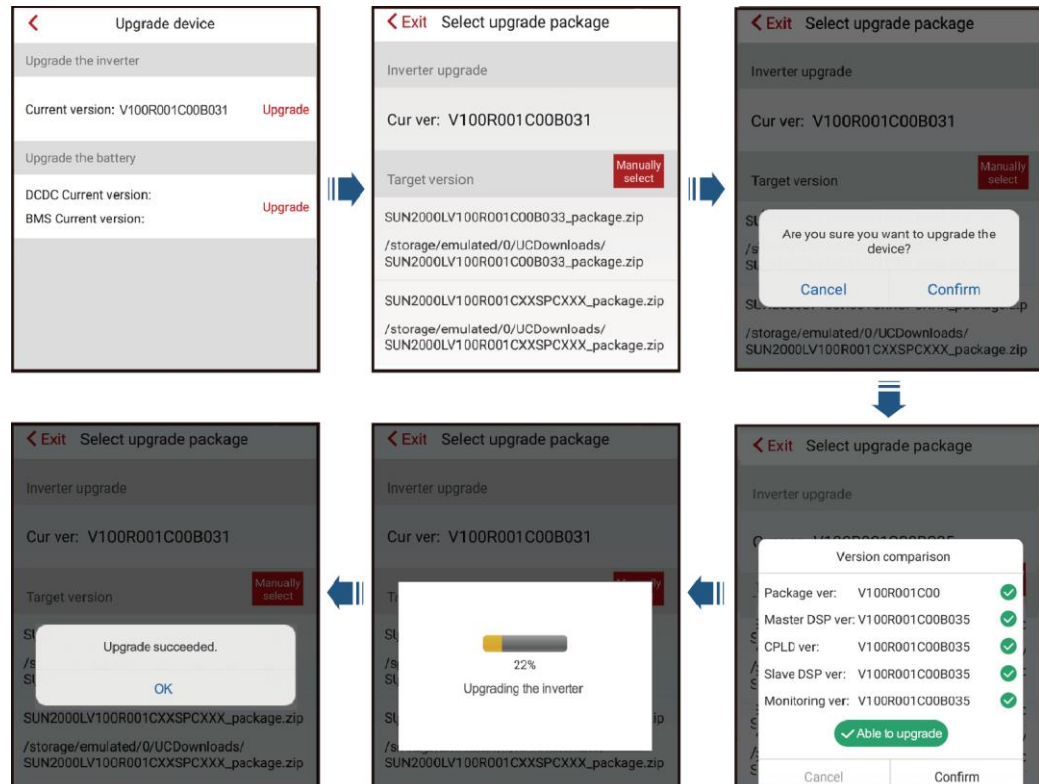 Upgrade device
Upgrade the inverter
Current version: V100R001C00B031 Upgrade
Upgrade the battery
DCDC Current version:
BMS Current version:
Upgrade
Exit Select upgrade package
Inverter upgrade
Cur ver: V100R001C00B031
Target version
Manually
select
SUN2000LV100R001C00B033_package.zip
/storage/emulated/0/UCDownloads/
SUN2000LV100R001C00B033_package.zip
SUN2000LV100R001CXXSPCXXX_package.zip
/storage/emulated/0/UCDownloads/
SUN2000LV100R001CXXSPCXXX_package.zip
Exit Select upgrade package
Inverter upgrade
Cur ver: V100R001C00B031
Target version
Manually
select
Are you sure you want to upgrade the
device?
Cancel Confirm
/storage/emulated/0/UCDownloads/
SUN2000LV100R001CXXSPCXXX_package.zip
Exit Select upgrade package
Inverter upgrade
Version comparison
Package ver: V100R001C00
Master DSP ver: V100R001C00B035
CPLD ver: V100R001C00B035
Slave DSP ver: V100R001C00B035
Monitoring ver: V100R001C00B035
Able to upgrade
Cancel Confirm
Exit Select upgrade package
Inverter upgrade
Cur ver: V100R001C00B031
22%
Upgrading the inverter
/storage/emulated/0/UCDownloads/
SUN2000LV100R001CXXSPCXXX_package.zip
Exit Select upgrade package
Inverter upgrade
Cur ver: V100R001C00B031
Target version
Manually
select
Upgrade succeeded.
OK
SUN2000LV100R001CXXSPCXXX_package.zip
/storage/emulated/0/UCDownloads/
SUN2000LV100R001CXXSPCXXX_package.zip